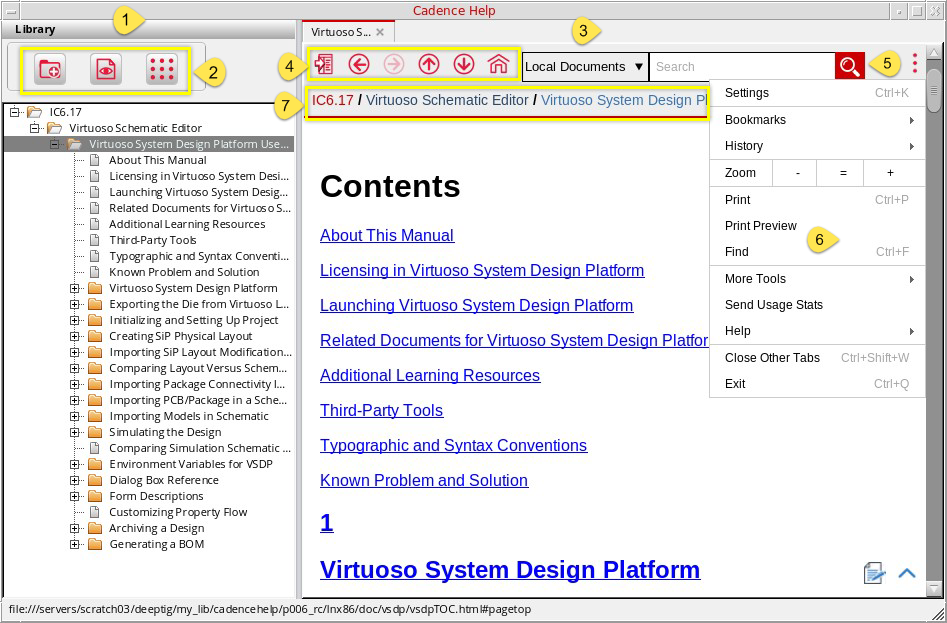 Cadence Help
1
Library
2
IC6.17
Virtuoso Schematic Editor
Virtuoso System Design Platform Use...
About This Manual
Licensing in Virtuoso System Desi...
Launching Virtuoso System Desig...
Related Documents for Virtuoso S...
Additional Learning Resources
Third-Party Tools
Typographic and Syntax Conventi...
Known Problem and Solution
Virtuoso System Design Platform
Exporting the Die from Virtuoso L...
Initializing and Setting Up Project
Creating SiP Physical Layout
Importing SiP Layout Modification...
Comparing Layout Versus Schem...
Importing Package Connectivity I...
Importing PCB/Package in a Sche...
Importing Models in Schematic
Simulating the Design
Comparing Simulation Schematic ...
Environment Variables for VSDP
Dialog Box Reference
Form Descriptions
Customizing Property Flow
Archiving a Design
Generating a BOM
Virtuoso S...
3
4
Local Documents
Search
5
7
IC6.17 / Virtuoso Schematic Editor / Virtuoso System Design Pl
Contents
About This Manual
Licensing in Virtuoso System Design Platform
Launching Virtuoso System Design Platform
Related Documents for Virtuoso System Design Platfor
Additional Learning Resources
Third-Party Tools
Typographic and Syntax Conventions
Known Problem and Solution
1
Virtuoso System Design Platform
Settings Ctrl+K
Bookmarks
History
Zoom - = +
Print Ctrl+P
Print Preview
6
Find Ctrl+F
More Tools
Send Usage Stats
Help
Close Other Tabs Ctrl+Shift+W
Exit Ctrl+Q
file:///servers/scratch03/deeptig/my_lib/cadencehelp/p006_rc/lnx86/doc/vsdp/vsdpTOC.html#pagetop